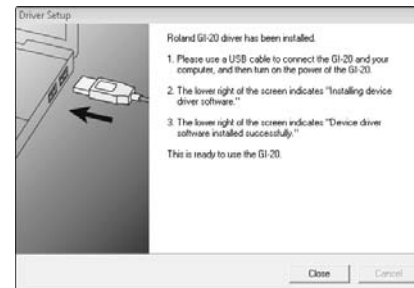 Driver Setup
Roland GI-20 driver has been installed.
1. Please use a USB cable to connect the GI-20 and your
computer, and then turn on the power of the GI-20.
2. The lower right of the screen indicates "Installing device
driver software."
3. The lower right of the screen indicates "Device driver
software installed successfully."
This is ready to use the GI-20.
Close
Cancel